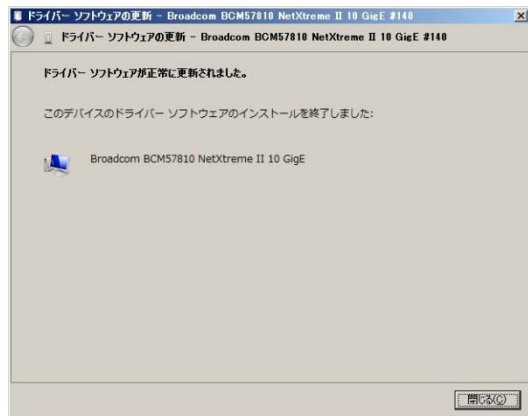 ドライバー ソフトウェアの更新 - Broadcom BCM57810 NetXtreme II 10 GigE #140
ドライバー ソフトウェアの更新 - Broadcom BCM57810 NetXtreme II 10 GigE #140
ドライバー ソフトウェアが正常に更新されました。
このデバイスのドライバー ソフトウェアのインストールを終了しました:
Broadcom BCM57810 NetXtreme II 10 GigE
閉じる(C)